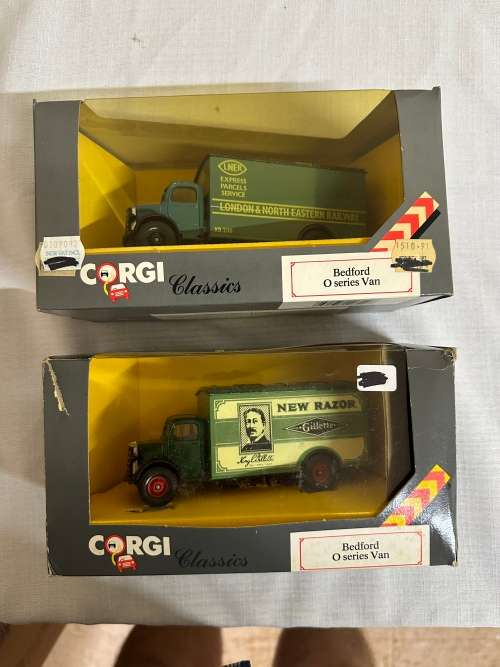 LNER
EXPRESS
PARCELS
SERVICE
LONDON & NORTH EASTERN RAILWAY
CORGI
Classics
Bedford
O series Van
NEW RAZOR
Gillette
CORGI
Classics
Bedford
O series Van